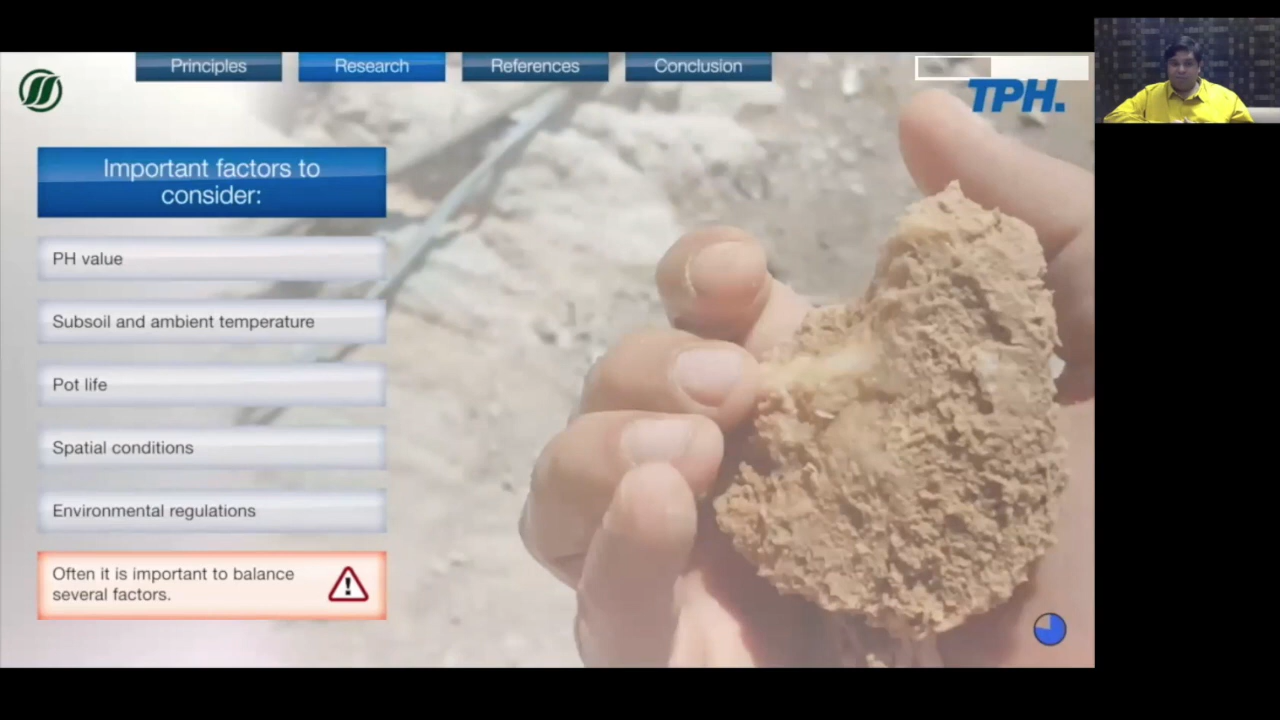 Principles
Research
References
Conclusion
TPH.
Important factors to
consider:
PH value
Subsoil and ambient temperature
Pot life
Spatial conditions
Environmental regulations
Often it is important to balance
several factors.